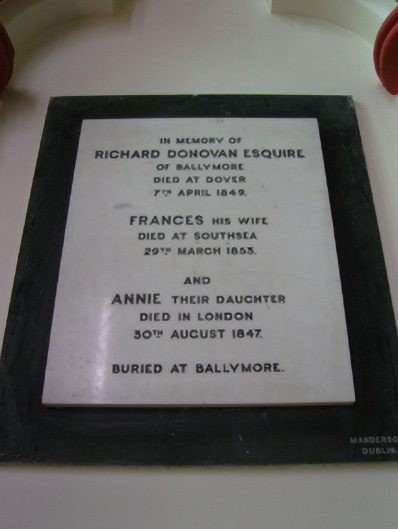 IN MEMORY OF
RICHARD DONOVAN ESQUIRE
OF BALLYMORE
DIED AT DOVER
7TH APRIL 1849.
FRANCES HIS WIFE
DIED AT SOUTHSEA
29TH MARCH 1853.
AND
ANNIE THEIR DAUGHTER
DIED IN LONDON
30TH AUGUST 1847.
BURIED AT BALLYMORE.
DUBLIN.